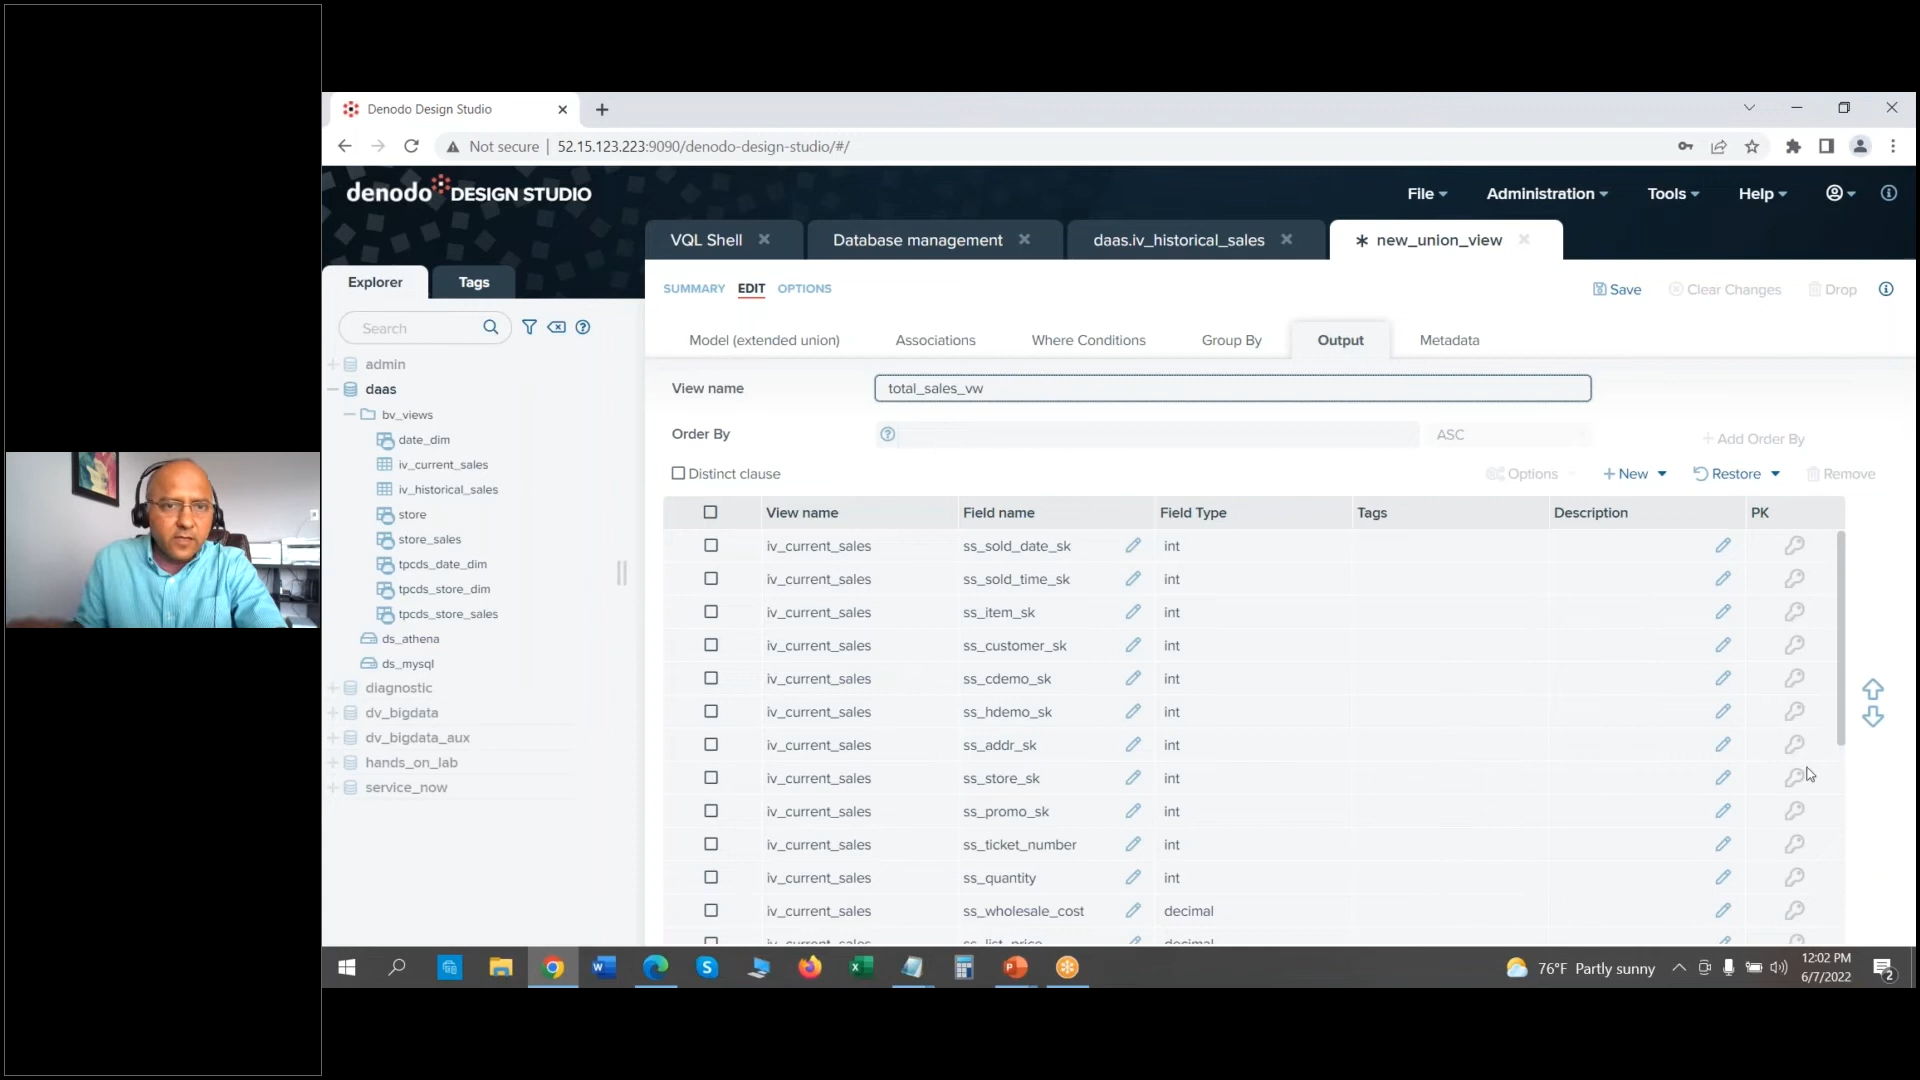 Denodo Design Studio
Not secure | 52.15.123.223:9090/denodo-design-studio/#/
denodo DESIGN STUDIO
File Administration Tools Help
VQL Shell Database management daas.iv_historical_sales * new_union_view
Explorer Tags
Search
admin
daas
bv_views
date_dim
iv_current_sales
iv_historical_sales
store
store_sales
tpcds_date_dim
tpcds_store_dim
tpcds_store_sales
ds_athena
ds_mysql
diagnostic
dv_bigdata
dv_bigdata_aux
hands_on_lab
service_now
SUMMARY EDIT OPTIONS
Save Clear Changes Drop
Model (extended union) Associations Where Conditions Group By Output Metadata
View name total_sales_vw
Order By ASC + Add Order By
Distinct clause Options + New Restore Remove
View name Field name Field Type Tags Description PK
iv_current_sales ss_sold_date_sk int
iv_current_sales ss_sold_time_sk int
iv_current_sales ss_item_sk int
iv_current_sales ss_customer_sk int
iv_current_sales ss_cdemo_sk int
iv_current_sales ss_hdemo_sk int
iv_current_sales ss_addr_sk int
iv_current_sales ss_store_sk int
iv_current_sales ss_promo_sk int
iv_current_sales ss_ticket_number int
iv_current_sales ss_quantity int
iv_current_sales ss_wholesale_cost decimal
iv_current_sales ss_list_price decimal
76°F Partly sunny 12:02 PM
6/7/2022
2